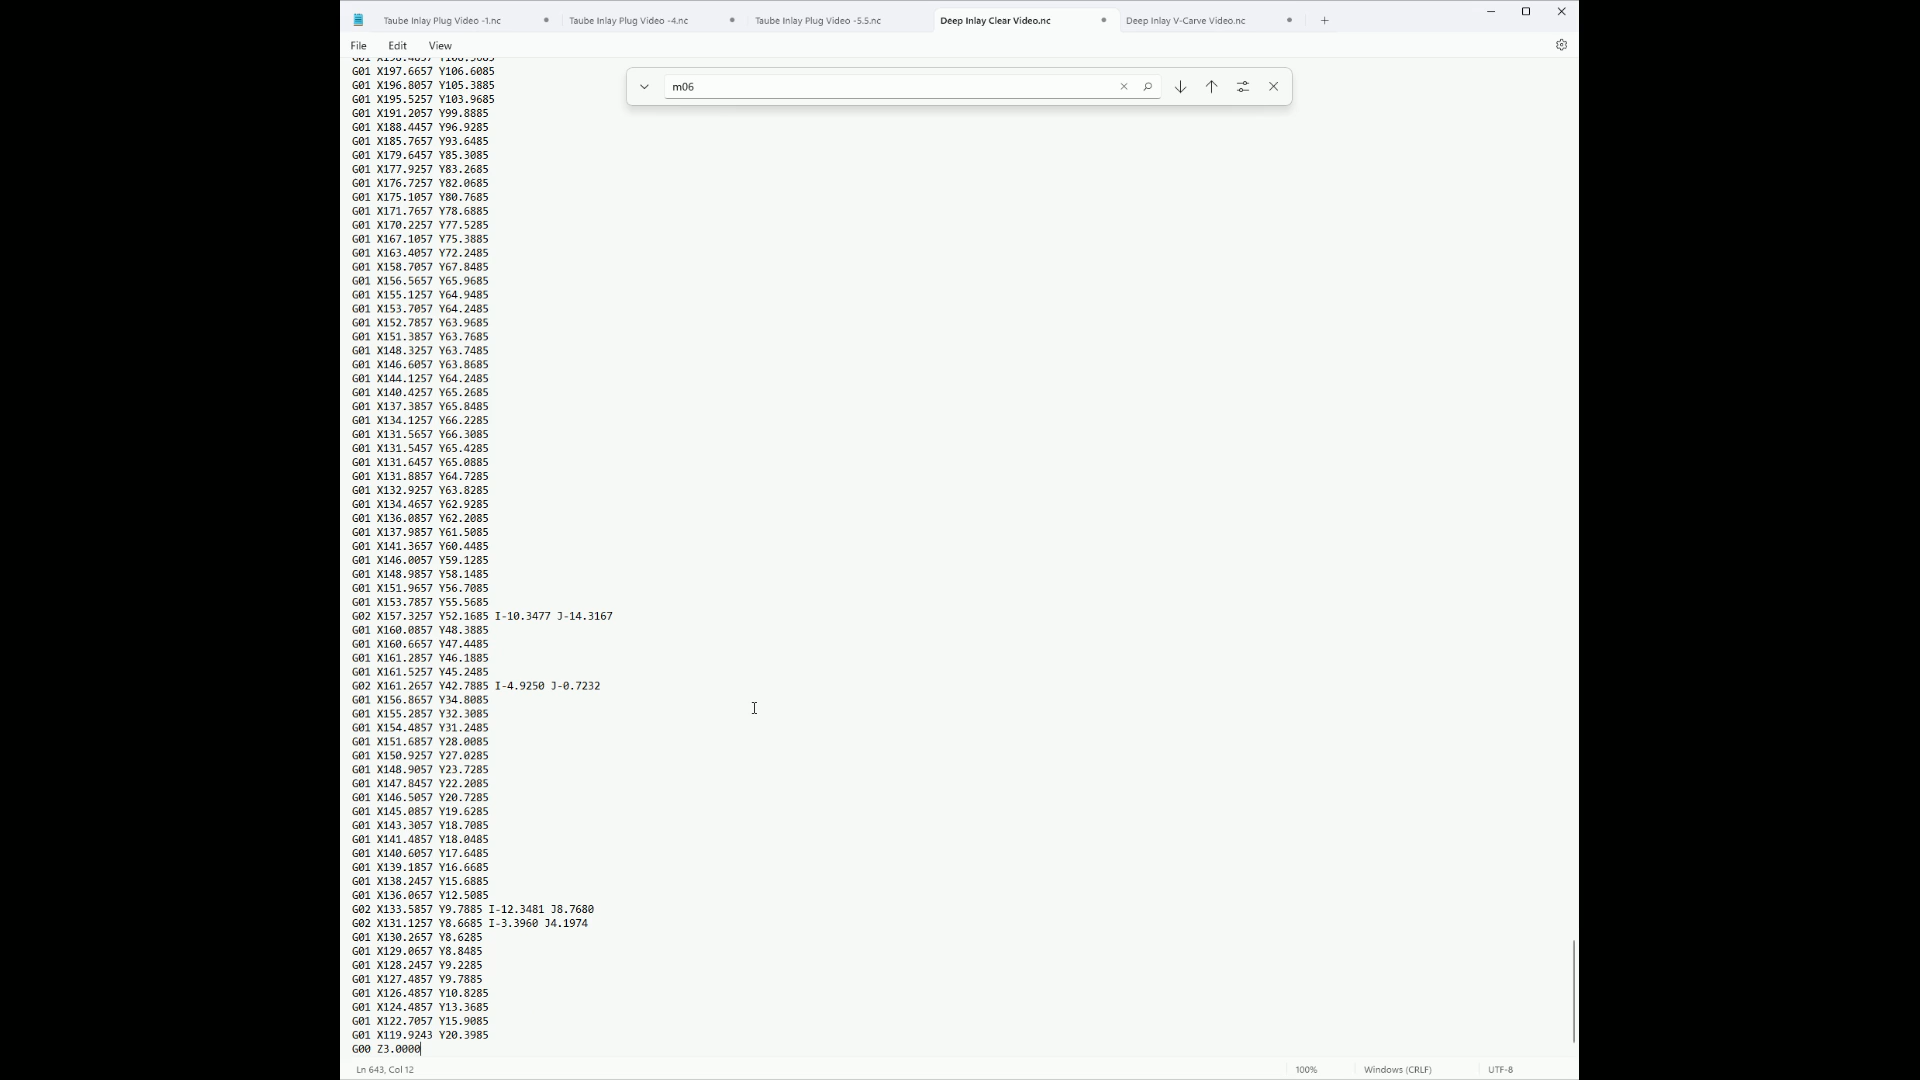 Taube Inlay Plug Video -1.nc
Taube Inlay Plug Video -4.nc
Taube Inlay Plug Video -5.5.nc
Deep Inlay Clear Video.nc
Deep Inlay V-Carve Video.nc
File Edit View
m06
G01 X197.6657 Y106.6085
G01 X196.8057 Y105.3885
G01 X195.5257 Y103.9685
G01 X191.2057 Y99.8885
G01 X188.4457 Y96.9285
G01 X185.7657 Y93.6485
G01 X179.6457 Y85.3085
G01 X177.9257 Y83.2685
G01 X176.7257 Y82.0685
G01 X175.1057 Y80.7685
G01 X171.7657 Y78.6885
G01 X170.2257 Y77.5285
G01 X167.1057 Y75.3885
G01 X163.4057 Y72.2485
G01 X158.7057 Y67.8485
G01 X156.5657 Y65.9685
G01 X155.1257 Y64.9485
G01 X153.7057 Y64.2485
G01 X152.7857 Y63.9685
G01 X151.3857 Y63.7685
G01 X148.3257 Y63.7485
G01 X146.6057 Y63.8685
G01 X144.1257 Y64.2485
G01 X140.4257 Y65.2685
G01 X137.3857 Y65.8485
G01 X134.1257 Y66.2285
G01 X131.5657 Y66.3085
G01 X131.5457 Y65.4285
G01 X131.6457 Y65.0885
G01 X131.8857 Y64.7285
G01 X132.9257 Y63.8285
G01 X134.4657 Y62.9285
G01 X136.0857 Y62.2085
G01 X137.9857 Y61.5085
G01 X141.3657 Y60.4485
G01 X146.0057 Y59.1285
G01 X148.9857 Y58.1485
G01 X151.9657 Y56.7085
G01 X153.7857 Y55.5685
G02 X157.3257 Y52.1685 I-10.3477 J-14.3167
G01 X160.0857 Y48.3885
G01 X160.6657 Y47.4485
G01 X161.2857 Y46.1885
G01 X161.5257 Y45.2485
G02 X161.2657 Y42.7885 I-4.9250 J-0.7232
G01 X156.8657 Y34.8085
G01 X155.2857 Y32.3085
G01 X154.4857 Y31.2485
G01 X151.6857 Y28.0085
G01 X150.9257 Y27.0285
G01 X148.9057 Y23.7285
G01 X147.8457 Y22.2085
G01 X146.5057 Y20.7285
G01 X145.0857 Y19.6285
G01 X143.3057 Y18.7085
G01 X141.4857 Y18.0485
G01 X140.6057 Y17.6485
G01 X139.1857 Y16.6685
G01 X138.2457 Y15.6885
G01 X136.0657 Y12.5085
G02 X133.5857 Y9.7885 I-12.3481 J8.7680
G02 X131.1257 Y8.6685 I-3.3960 J4.1974
G01 X130.2657 Y8.6285
G01 X129.0657 Y8.8485
G01 X128.2457 Y9.2285
G01 X127.4857 Y9.7885
G01 X126.4857 Y10.8285
G01 X124.4857 Y13.3685
G01 X122.7057 Y15.9085
G01 X119.9243 Y20.3985
G00 Z3.0000
Ln 643, Col 12
100%
Windows (CRLF)
UTF-8